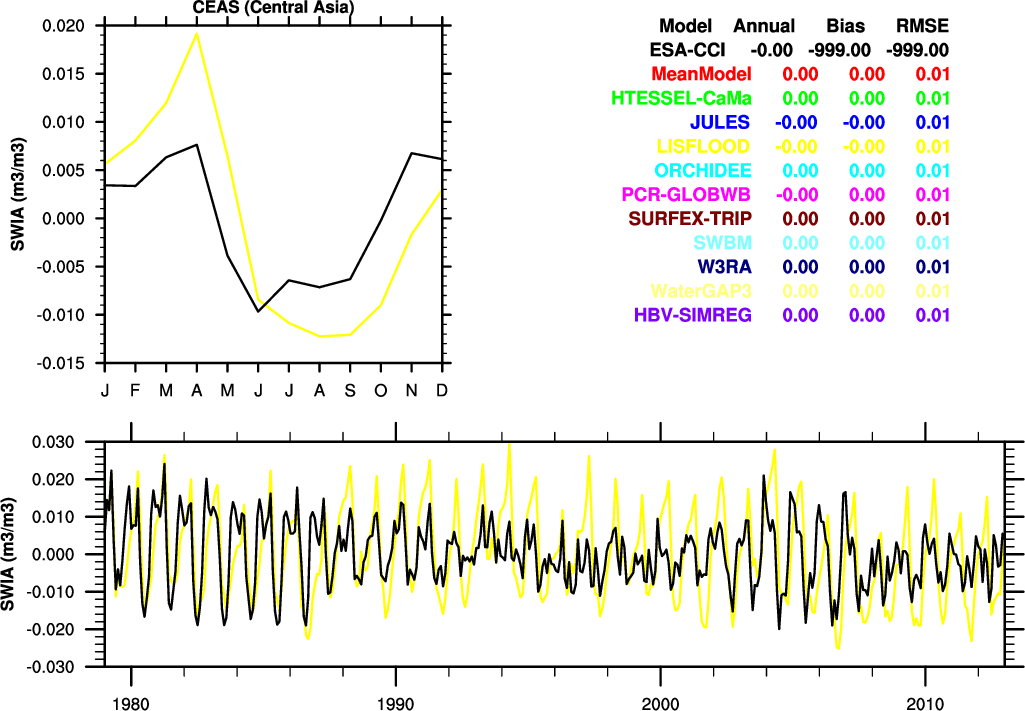 CEAS (Central Asia)
0.020
0.015
0.010
0.005
0.000
-0.005
-0.010
-0.015
SWIA (m3/m3)
J F M A M J J A S O N D
Model Annual Bias RMSE
ESA-CCI -0.00 -999.00 -999.00
MeanModel 0.00 0.00 0.01
HTESSEL-CaMa 0.00 0.00 0.01
JULES -0.00 -0.00 0.01
LISFLOOD -0.00 -0.00 0.01
ORCHIDEE 0.00 0.00 0.01
PCR-GLOBWB -0.00 0.00 0.01
SURFEX-TRIP 0.00 0.00 0.01
SWBM 0.00 0.00 0.01
W3RA 0.00 0.00 0.01
WaterGAP3 0.00 0.00 0.01
HBV-SIMREG 0.00 0.00 0.01
0.030
0.020
0.010
0.000
-0.010
-0.020
-0.030
SWIA (m3/m3)
1980 1990 2000 2010